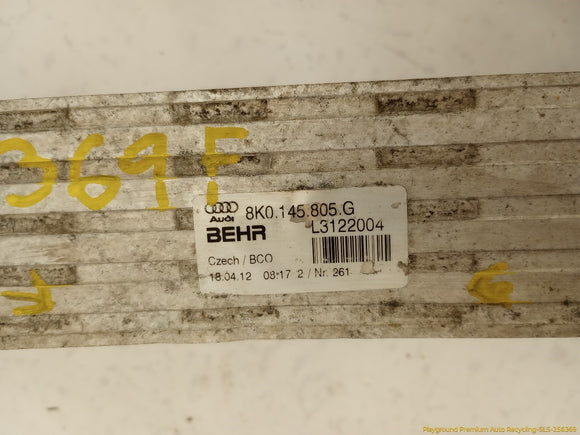 369F
Audi 8K0.145.805.G
BEHR L3122004
Czech / BCO
18.04.12 08:17 2 / Nr. 261
Playground Premium Auto Recycling-SLS-258369